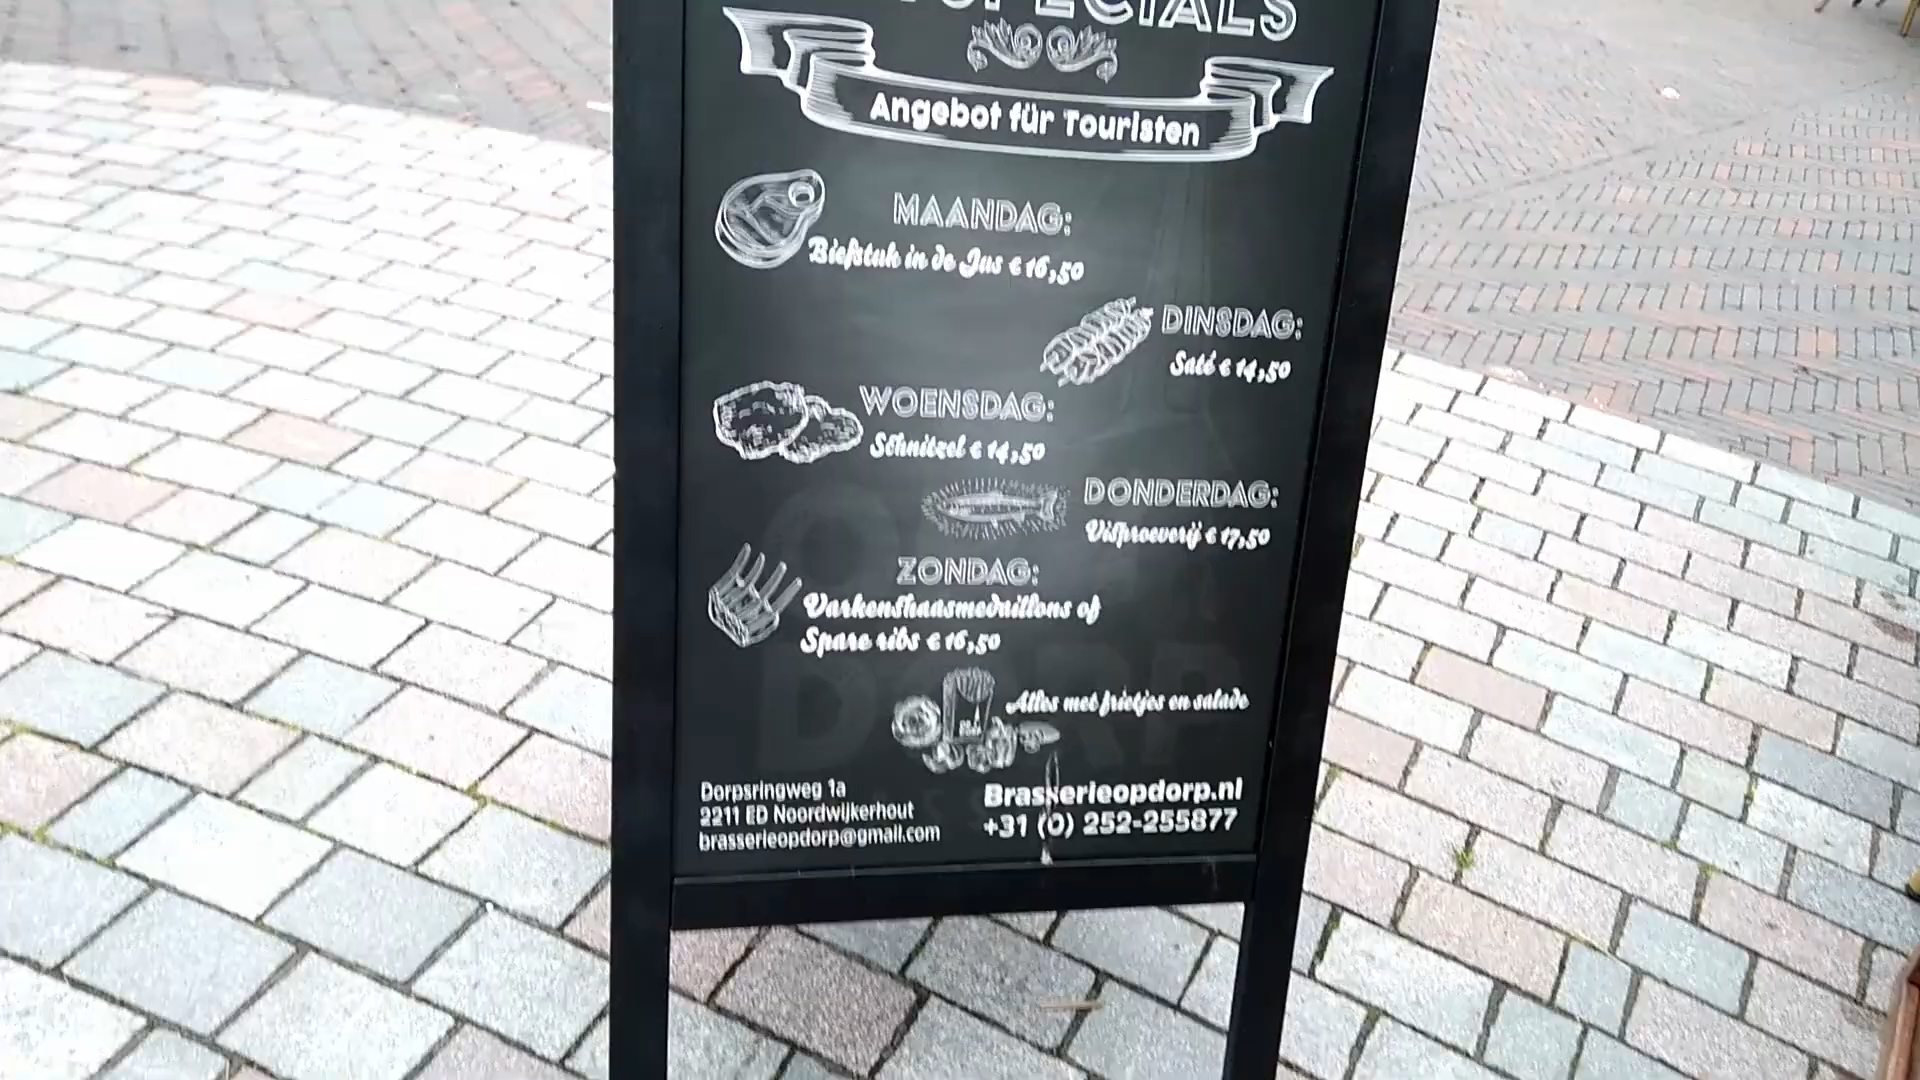 SPECIALS
Angebot für Touristen
MAANDAG:
Biefstuk in de Jus € 16,50
DINSDAG:
Saté € 14,50
WOENSDAG:
Schnitzel € 14,50
DONDERDAG:
Visproeverij € 17,50
ZONDAG:
Varkenshaasmedaillons of
Spare ribs € 16,50
Alles met frietjes en salade
Dorpsringweg 1a
2211 ED Noordwijkerhout
brasserieopdorp@gmail.com
Brasserieopdorp.nl
+31 (0) 252-255877